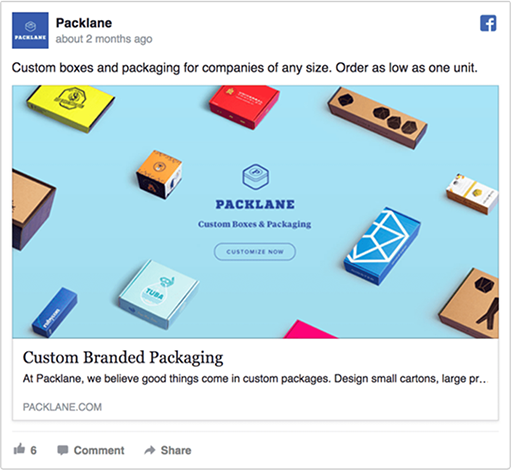 Packlane
about 2 months ago
Custom boxes and packaging for companies of any size. Order as low as one unit.
PACKLANE
Custom Boxes & Packaging
CUSTOMIZE NOW
TUBA
Custom Branded Packaging
At Packlane, we believe good things come in custom packages. Design small cartons, large pr...
PACKLANE.COM
6 Comment Share